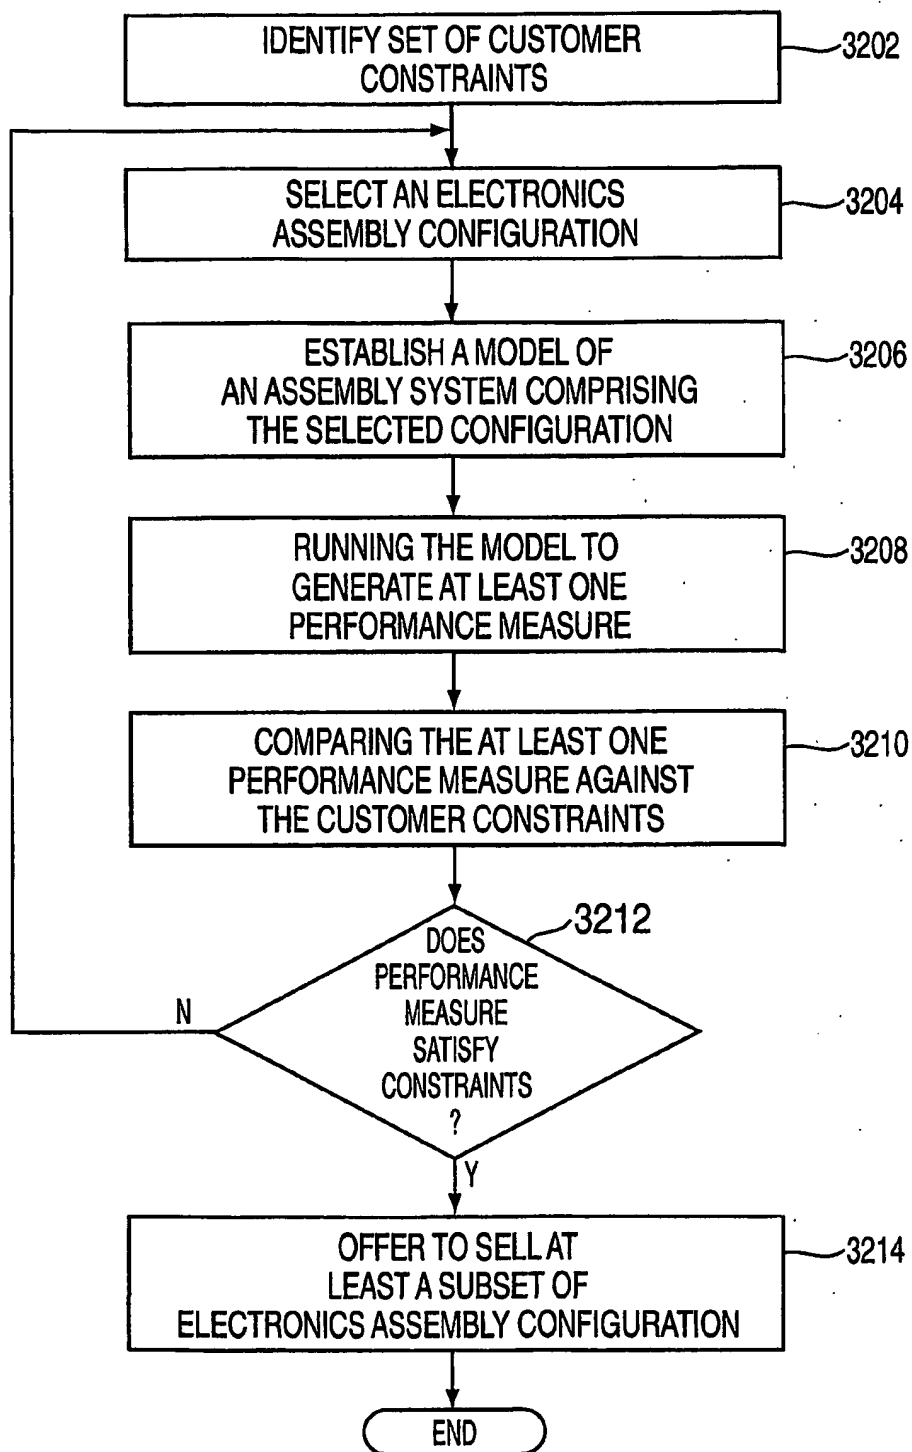 IDENTIFY SET OF CUSTOMER
CONSTRAINTS
3202
SELECT AN ELECTRONICS
ASSEMBLY CONFIGURATION
3204
ESTABLISH A MODEL OF
AN ASSEMBLY SYSTEM COMPRISING
THE SELECTED CONFIGURATION
3206
RUNNING THE MODEL TO
GENERATE AT LEAST ONE
PERFORMANCE MEASURE
3208
COMPARING THE AT LEAST ONE
PERFORMANCE MEASURE AGAINST
THE CUSTOMER CONSTRAINTS
3210
3212
DOES
PERFORMANCE
MEASURE
SATISFY
CONSTRAINTS
?
N
Y
OFFER TO SELL AT
LEAST A SUBSET OF
ELECTRONICS ASSEMBLY CONFIGURATION
3214
END